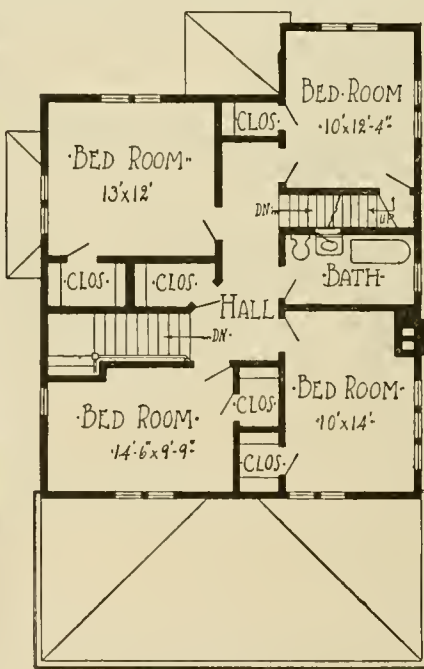 BED·ROOM
·10'x12'-4"·
CLOS·
·BED ROOM·
13'x12'
DN·
UP
·BATH·
CLOS·
CLOS·
·HALL·
DN·
·BED ROOM·
·14'-6"x9'-9"·
CLOS·
BED ROOM·
·10'x14'·
CLOS·